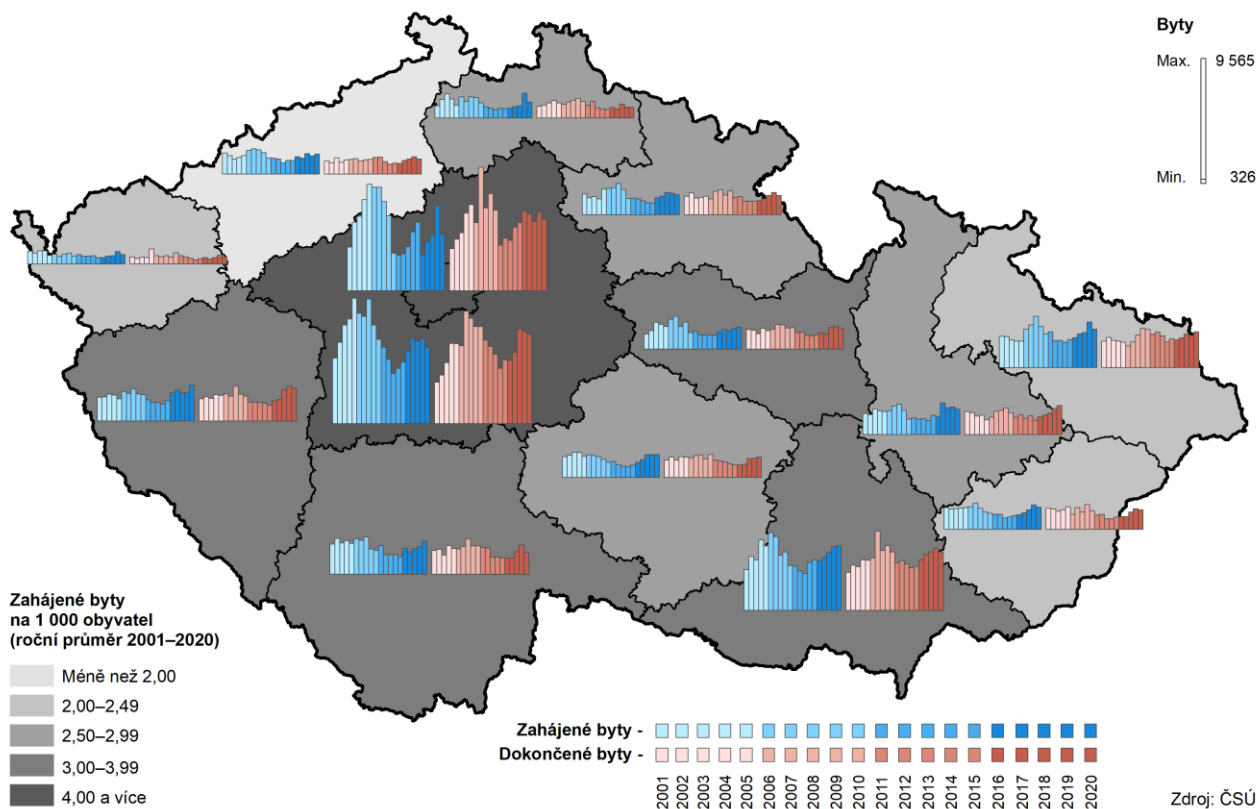 Byty
Max.
9 565
Min.
326
Zahájené byty
na 1 000 obyvatel
(roční průměr 2001–2020)
Méně než 2,00
2,00–2,49
2,50–2,99
3,00–3,99
4,00 a více
Zahájené byty -
Dokončené byty -
2001 2002 2003 2004 2005 2006 2007 2008 2009 2010 2011 2012 2013 2014 2015 2016 2017 2018 2019 2020
Zdroj: ČSÚ